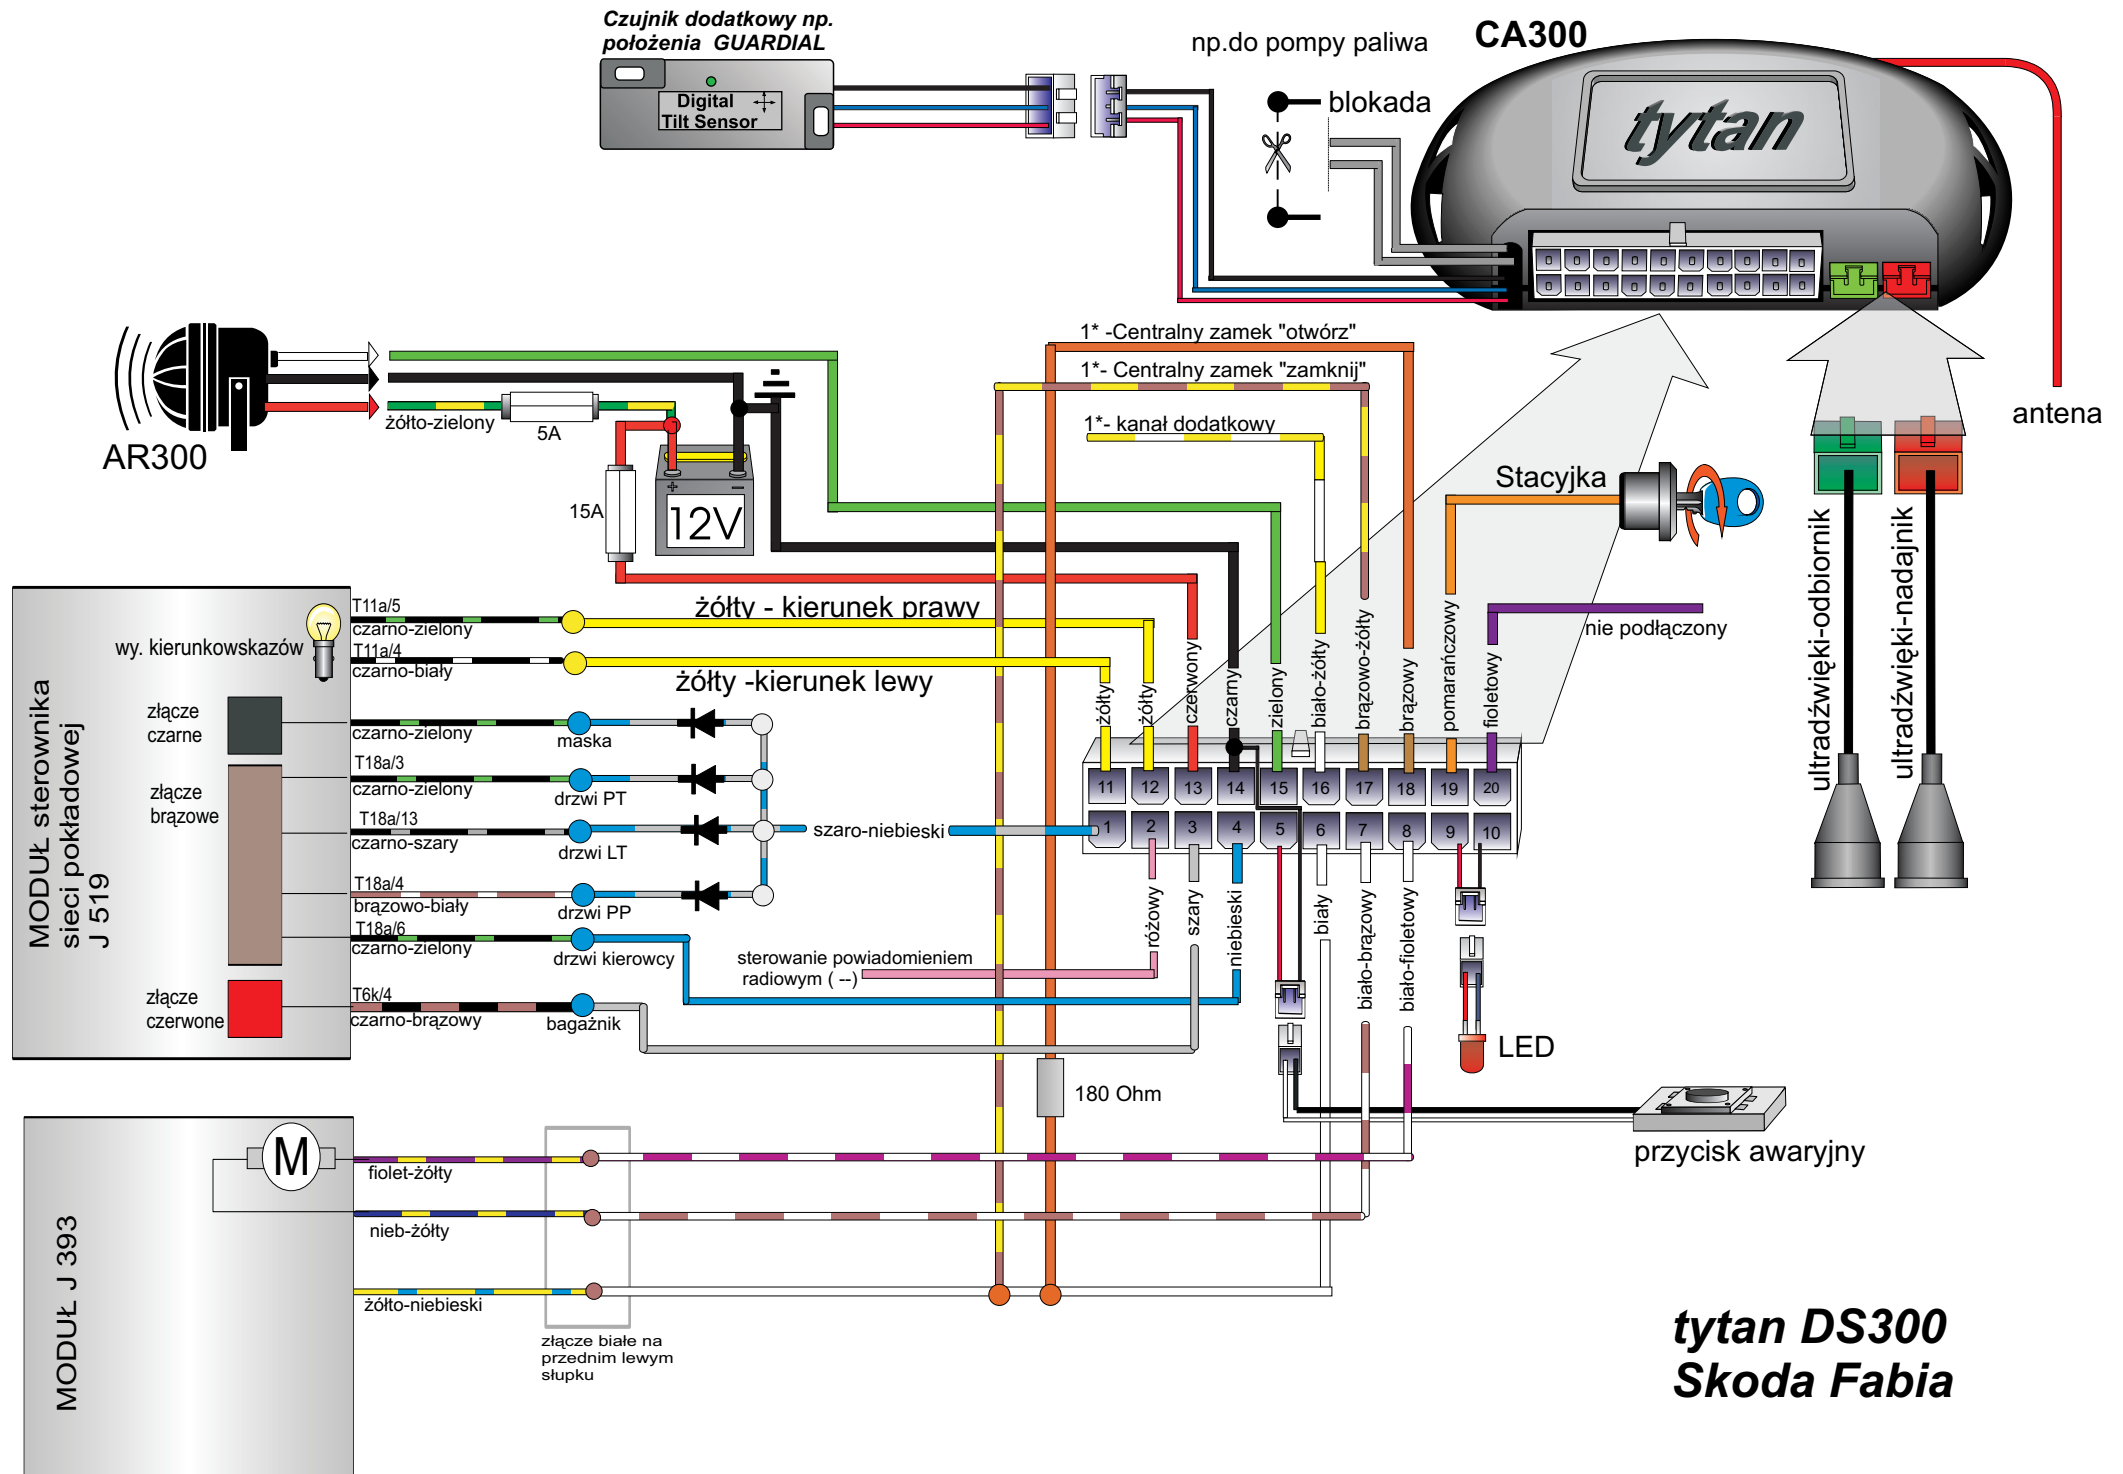 Czujnik dodatkowy np.
położenia GUARDIAL
Digital
Tilt Sensor
np.do pompy paliwa
CA300
blokada
tytan
antena
AR300
żółto-zielony
5A
15A
+ –
12V
1* -Centralny zamek "otwórz"
1*- Centralny zamek "zamknij"
1*- kanał dodatkowy
Stacyjka
nie podłączony
ultradźwięki-odbiornik
ultradźwięki-nadajnik
MODUŁ sterownika
sieci pokładowej
J 519
wy. kierunkowskazów
T11a/5
czarno-zielony
żółty - kierunek prawy
T11a/4
czarno-biały
żółty -kierunek lewy
złącze
czarne
czarno-zielony
maska
złącze
brązowe
T18a/3
czarno-zielony
drzwi PT
T18a/13
czarno-szary
drzwi LT
szaro-niebieski
T18a/4
brązowo-biały
drzwi PP
T18a/6
czarno-zielony
drzwi kierowcy
złącze
czerwone
T6k/4
czarno-brązowy
bagażnik
sterowanie powiadomieniem
radiowym ( --)
żółty
żółty
czerwony
czarny
zielony
biało-żółty
brązowo-żółty
brązowy
pomarańczowy
fioletowy
11 12 13 14 15 16 17 18 19 20
1 2 3 4 5 6 7 8 9 10
różowy
szary
niebieski
biały
biało-brązowy
biało-fioletowy
LED
180 Ohm
przycisk awaryjny
MODUŁ J 393
M
fiolet-żółty
nieb-żółty
żółto-niebieski
złącze białe na
przednim lewym
słupku
tytan DS300
Skoda Fabia